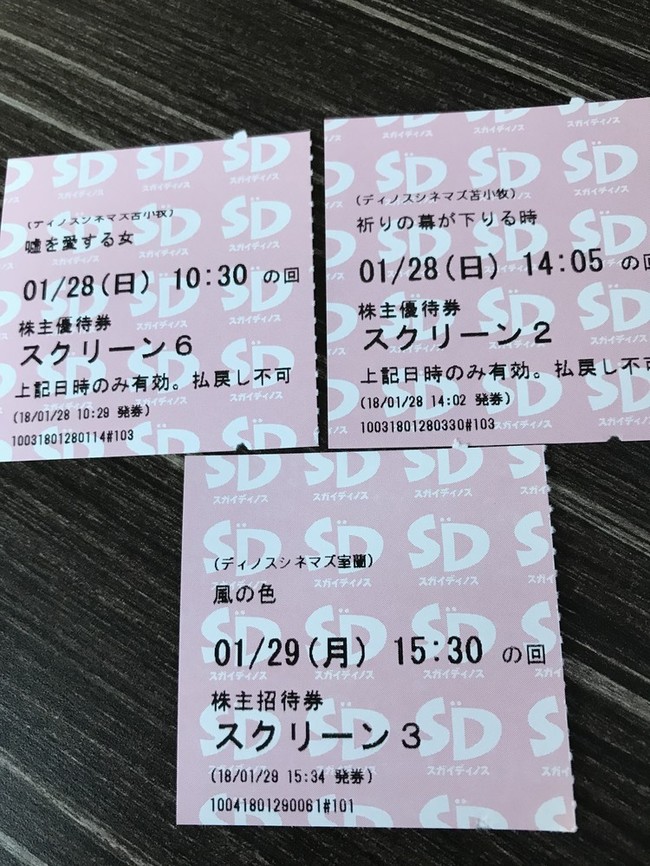 (ディノスシネマズ苫小牧)
嘘を愛する女
01/28(日) 10:30 の回
株主優待券
スクリーン6
上記日時のみ有効。払戻し不可
(18/01/28 10:29 発券)
10031801280114#103
(ディノスシネマズ苫小牧)
祈りの幕が下りる時
01/28(日) 14:05 の回
株主優待券
スクリーン2
上記日時のみ有効。払戻し不可
(18/01/28 14:02 発券)
10031801280330#103
(ディノスシネマズ室蘭)
風の色
01/29(月) 15:30 の回
株主招待券
スクリーン3
(18/01/29 15:34 発券)
10041801290061#101
SD
スガイディノス